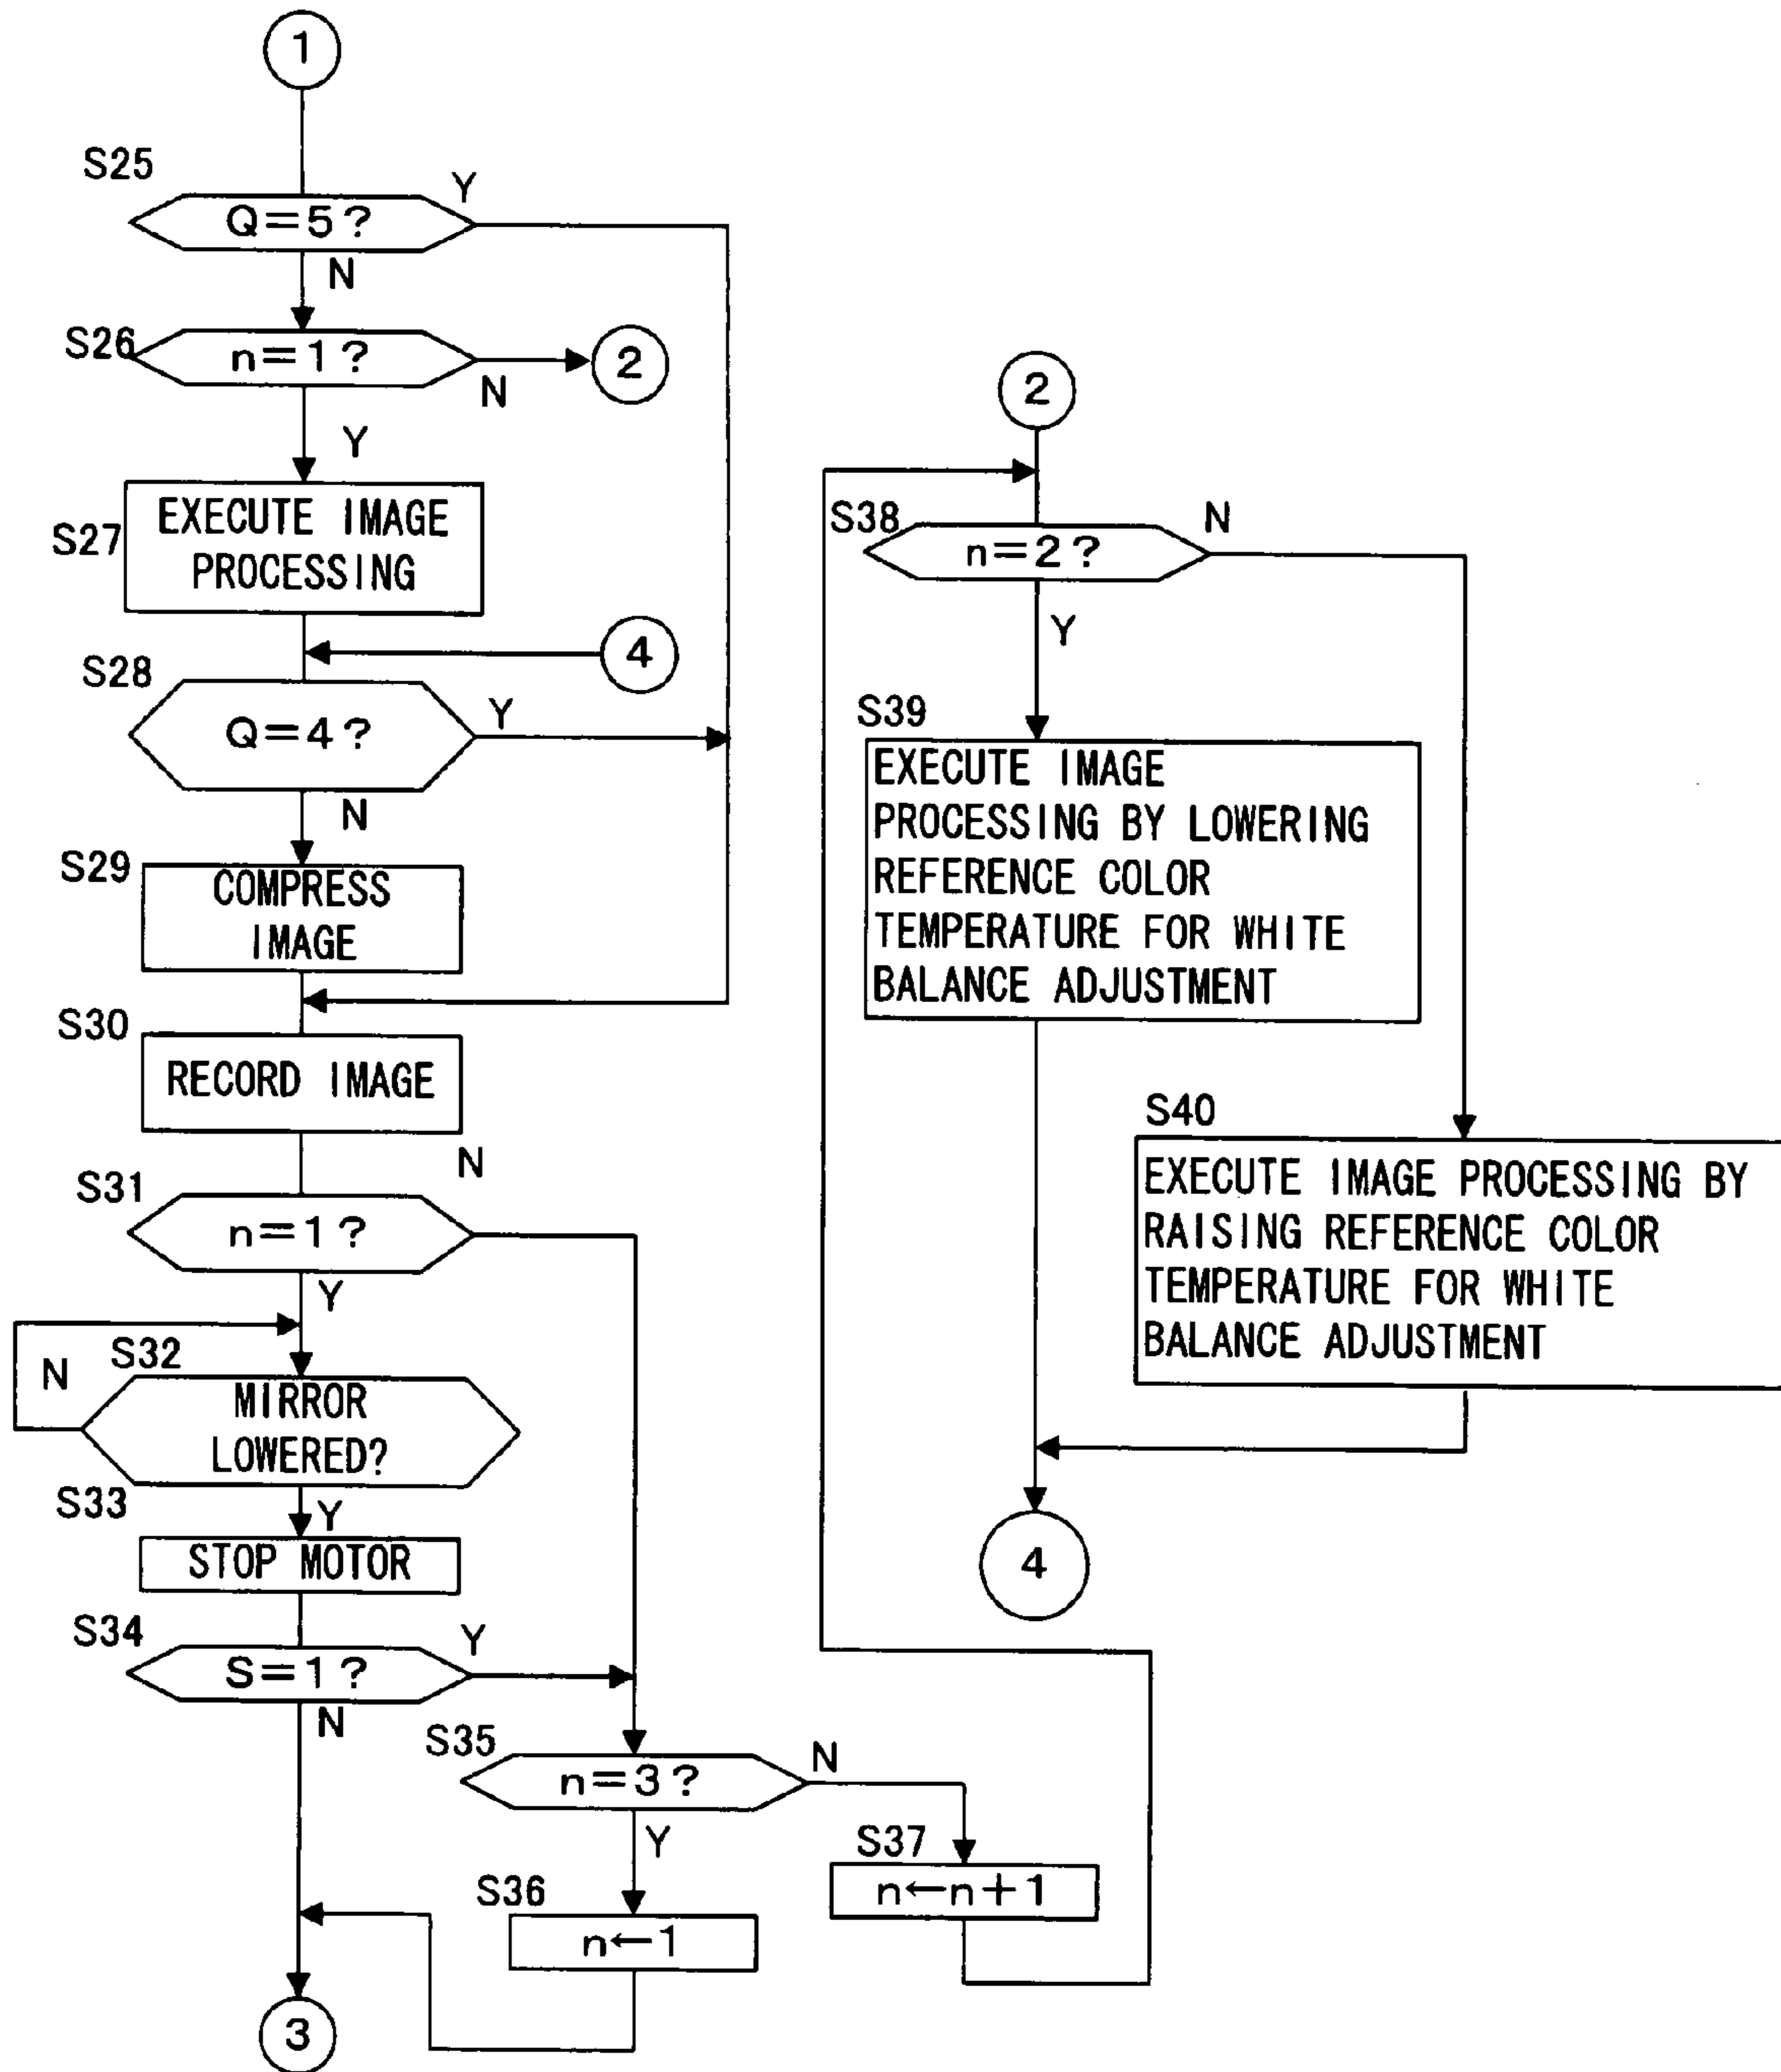 1
S25
Y
Q=5?
N
S26
n=1?
N
2
Y
S27
EXECUTE IMAGE
PROCESSING
4
S28
Q=4?
Y
N
S29
COMPRESS
IMAGE
S30
RECORD IMAGE
N
S31
n=1?
Y
N
S32
MIRROR
LOWERED?
S33
Y
STOP MOTOR
S34
Y
S=1?
N
S35
n=3?
N
Y
S36
n←1
S37
n←n+1
3
2
S38
n=2?
N
Y
S39
EXECUTE IMAGE
PROCESSING BY LOWERING
REFERENCE COLOR
TEMPERATURE FOR WHITE
BALANCE ADJUSTMENT
S40
EXECUTE IMAGE PROCESSING BY
RAISING REFERENCE COLOR
TEMPERATURE FOR WHITE
BALANCE ADJUSTMENT
4